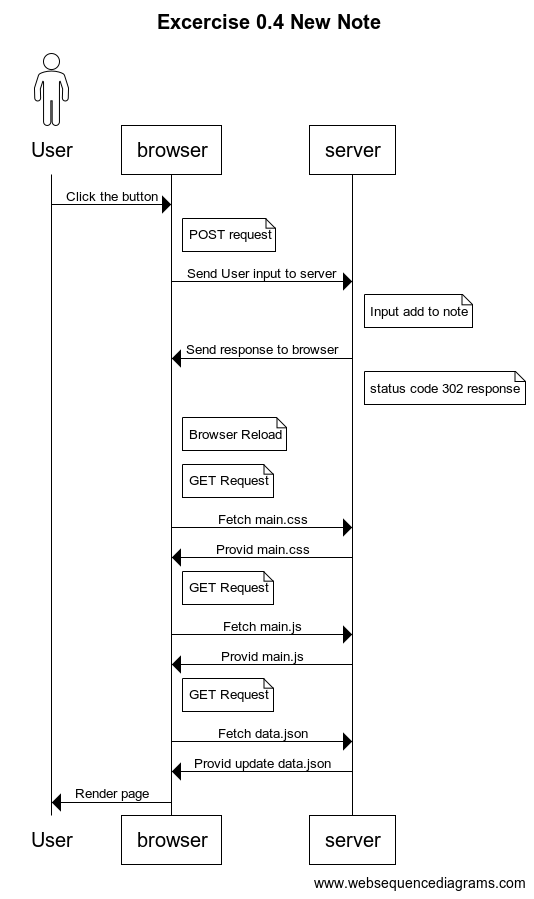 Excercise 0.4 New Note
User
browser
server
Click the button
POST request
Send User input to server
Input add to note
Send response to browser
status code 302 response
Browser Reload
GET Request
Fetch main.css
Provid main.css
GET Request
Fetch main.js
Provid main.js
GET Request
Fetch data.json
Provid update data.json
Render page
User
browser
server
www.websequencediagrams.com